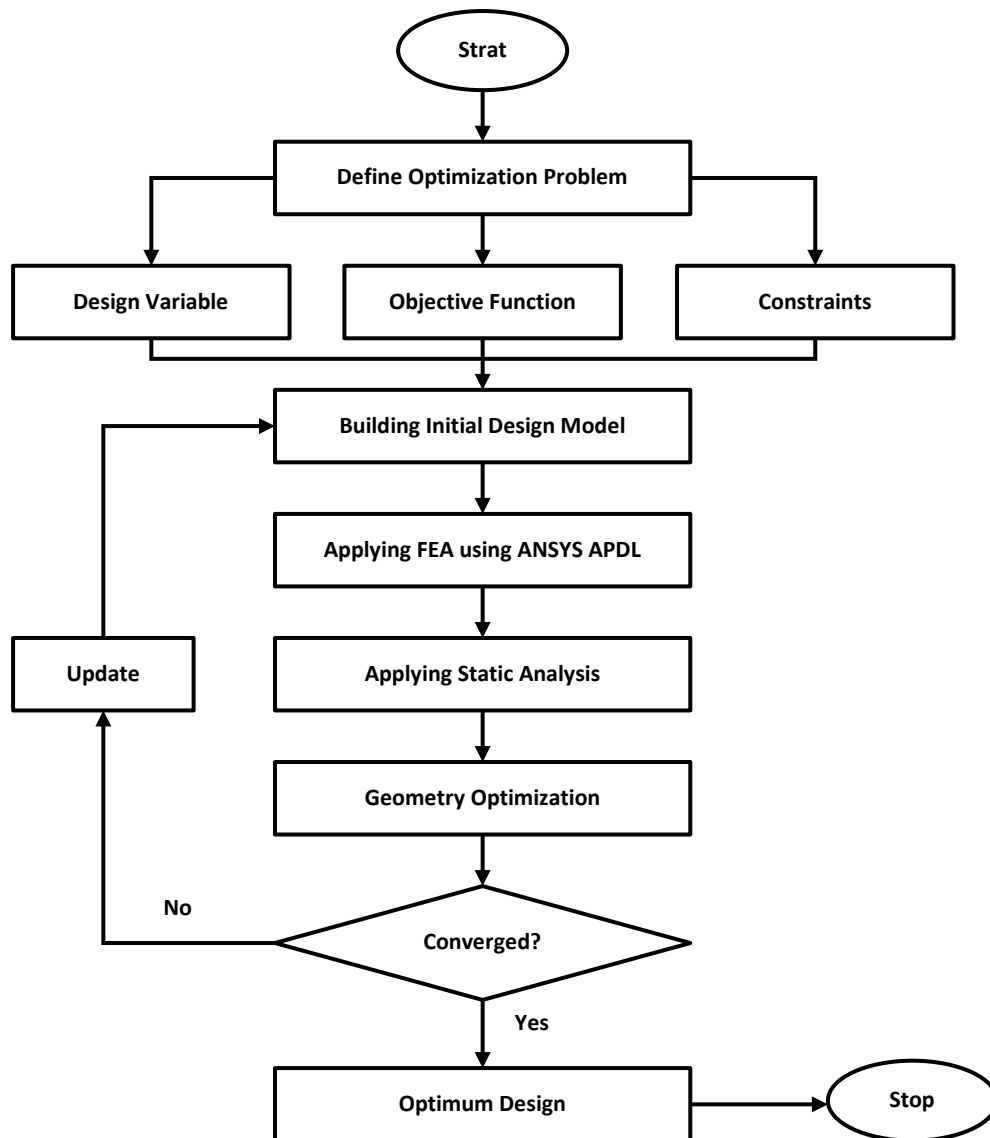 Strat
Define Optimization Problem
Design Variable
Objective Function
Constraints
Building Initial Design Model
Applying FEA using ANSYS APDL
Update
Applying Static Analysis
Geometry Optimization
No
Converged?
Yes
Optimum Design
Stop